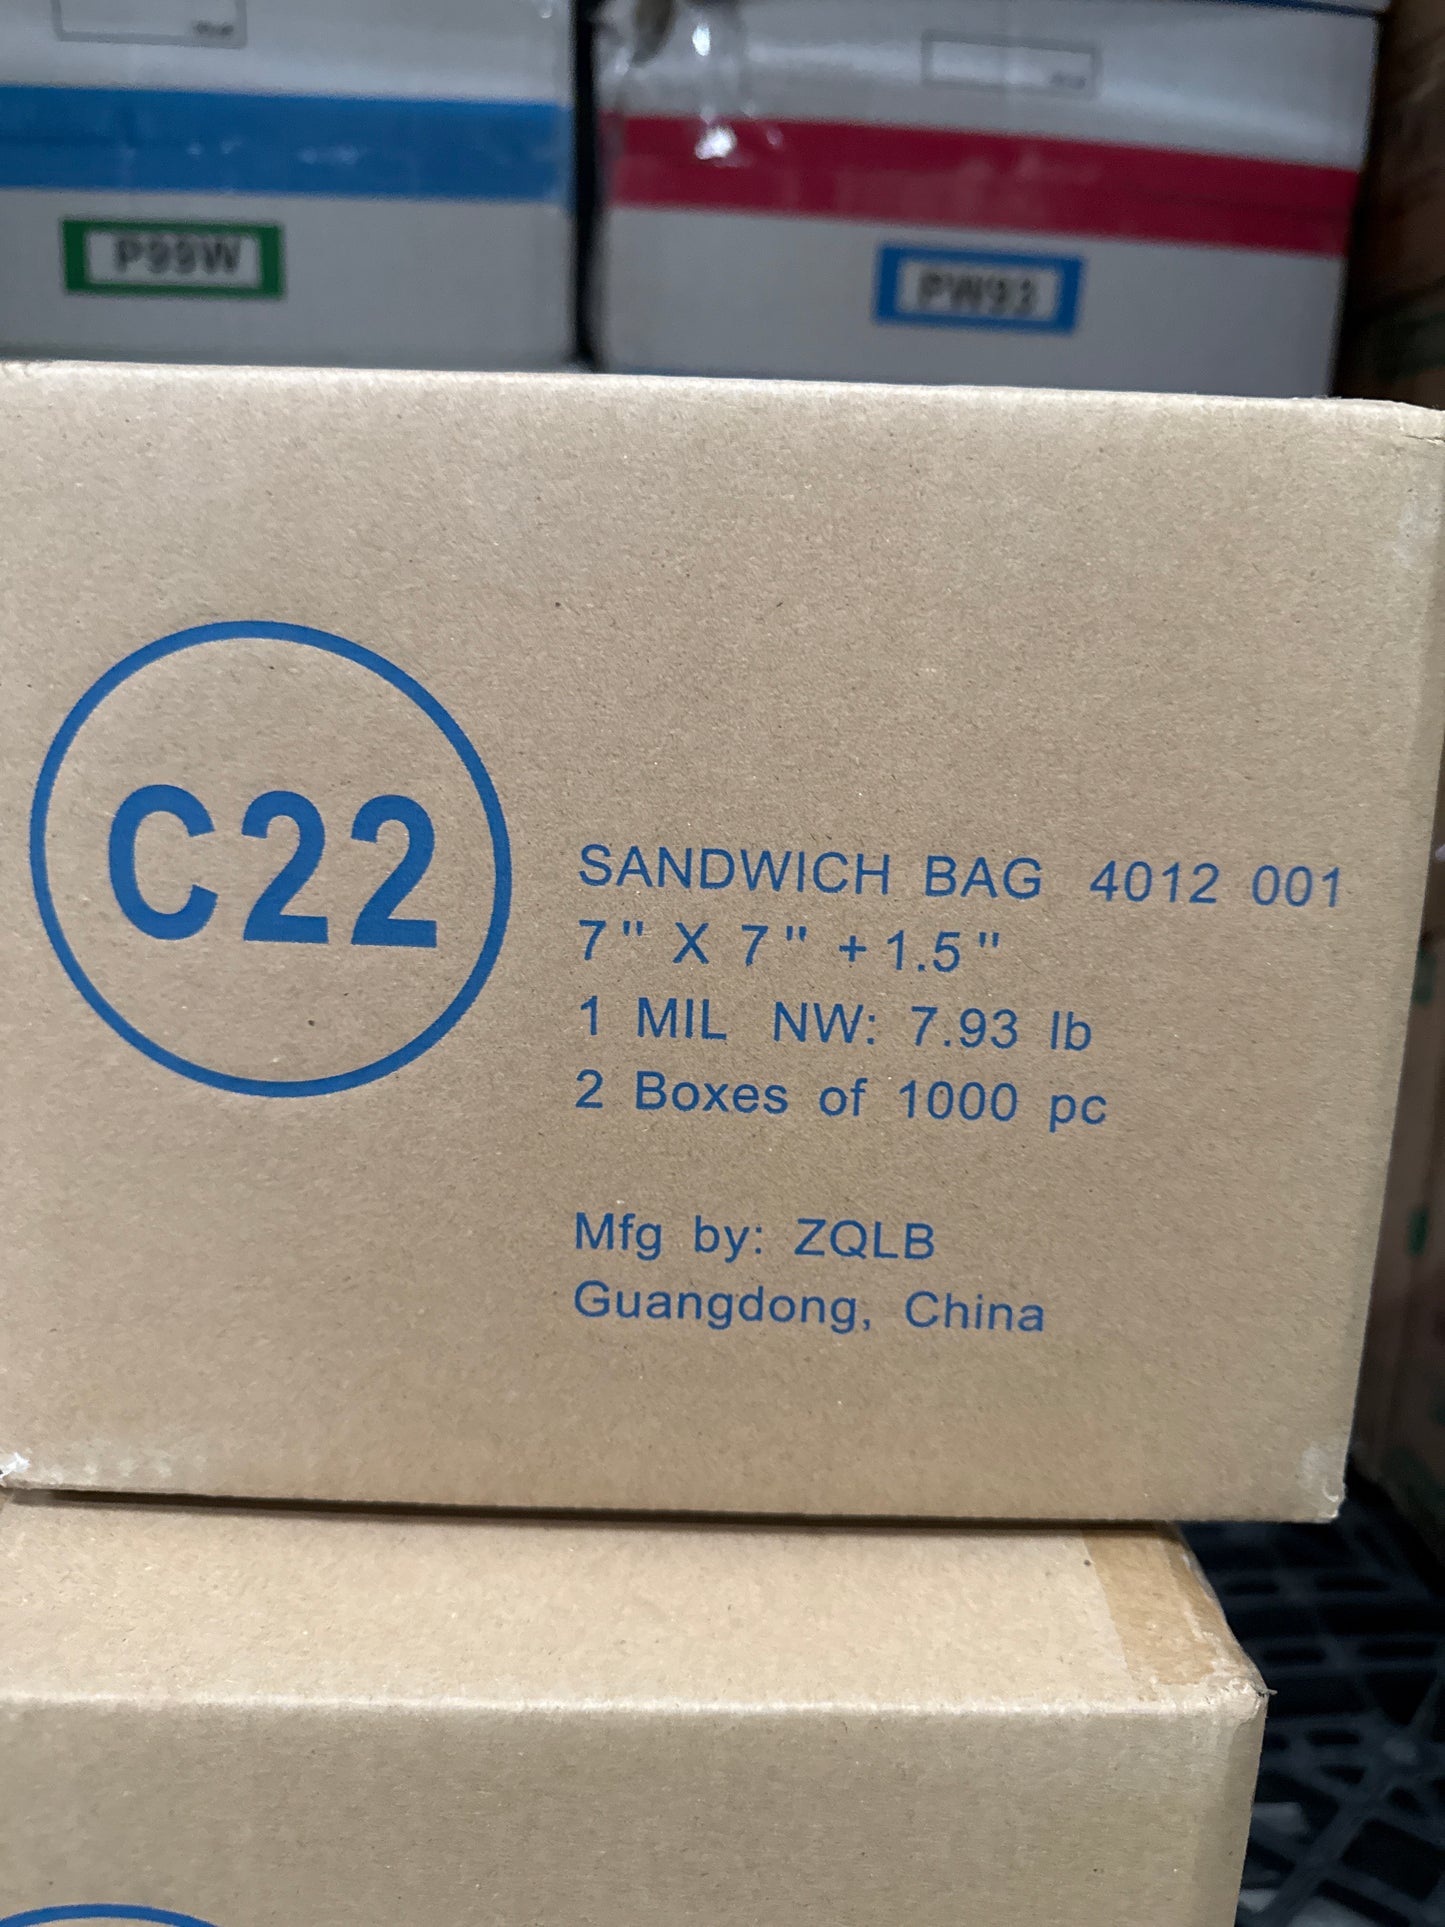 P99W
PW93
C22
SANDWICH BAG 4012 001
7" X 7" +1.5"
1 MIL NW: 7.93 lb
2 Boxes of 1000 pc
Mfg by: ZQLB
Guangdong, China